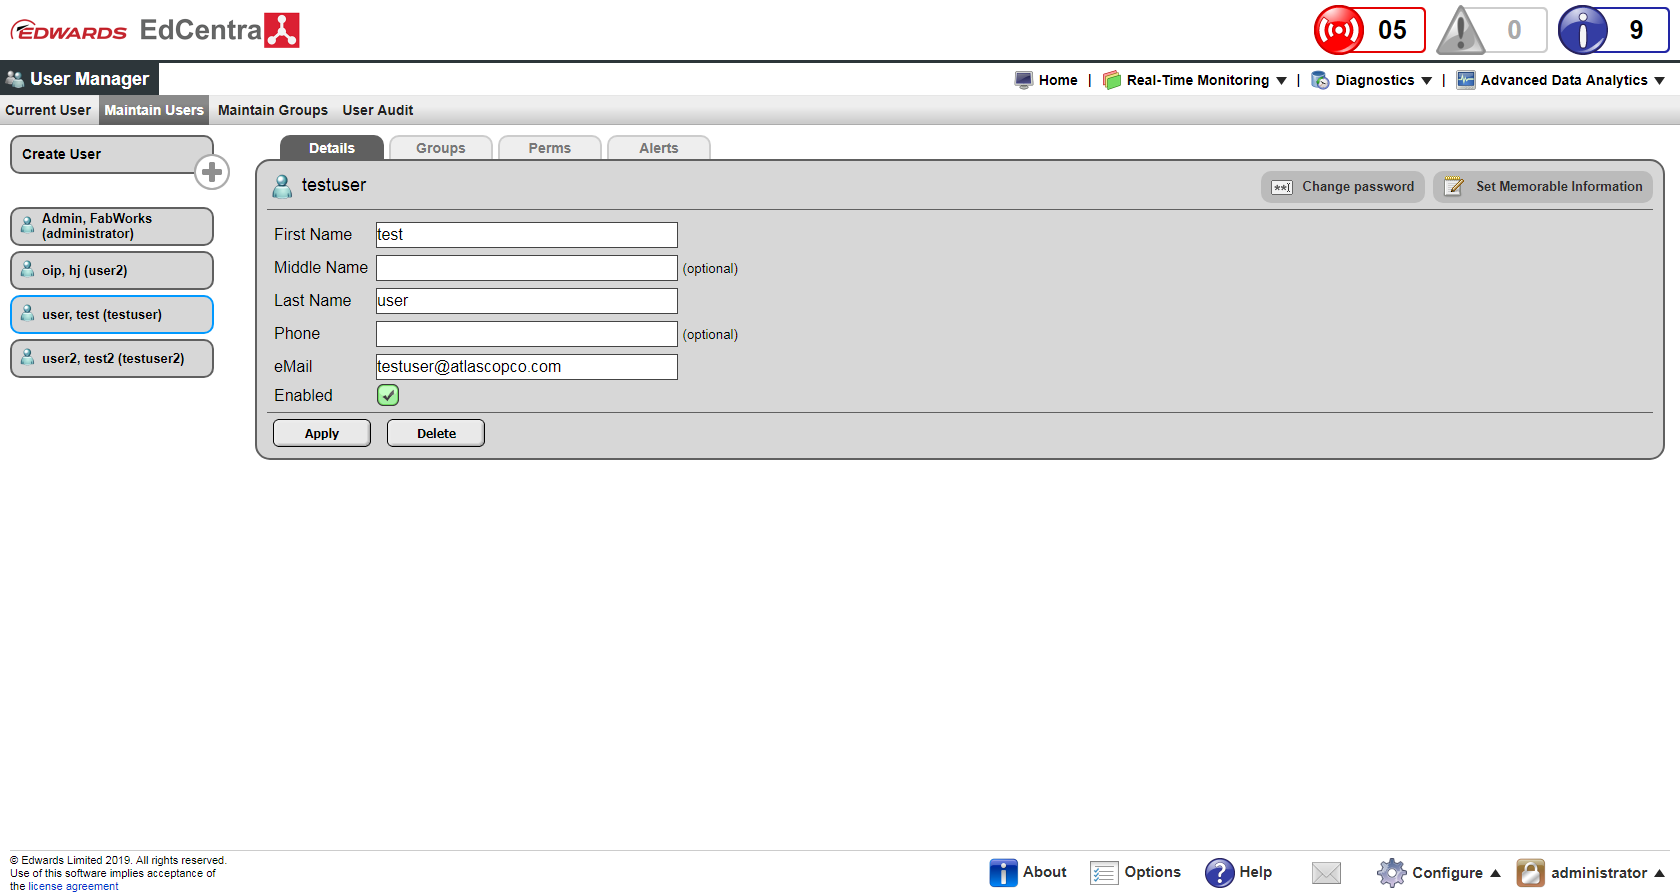 EDWARDS EdCentra
05
0
9
User Manager
Home | Real-Time Monitoring ▼ | Diagnostics ▼ | Advanced Data Analytics ▼
Current User Maintain Users Maintain Groups User Audit
Create User
Admin, FabWorks
(administrator)
oip, hj (user2)
user, test (testuser)
user2, test2 (testuser2)
Details Groups Perms Alerts
testuser
Change password Set Memorable Information
First Name test
Middle Name (optional)
Last Name user
Phone (optional)
eMail testuser@atlascopco.com
Enabled
Apply Delete
© Edwards Limited 2019. All rights reserved.
Use of this software implies acceptance of
the license agreement
About Options Help Configure ▲ administrator ▲